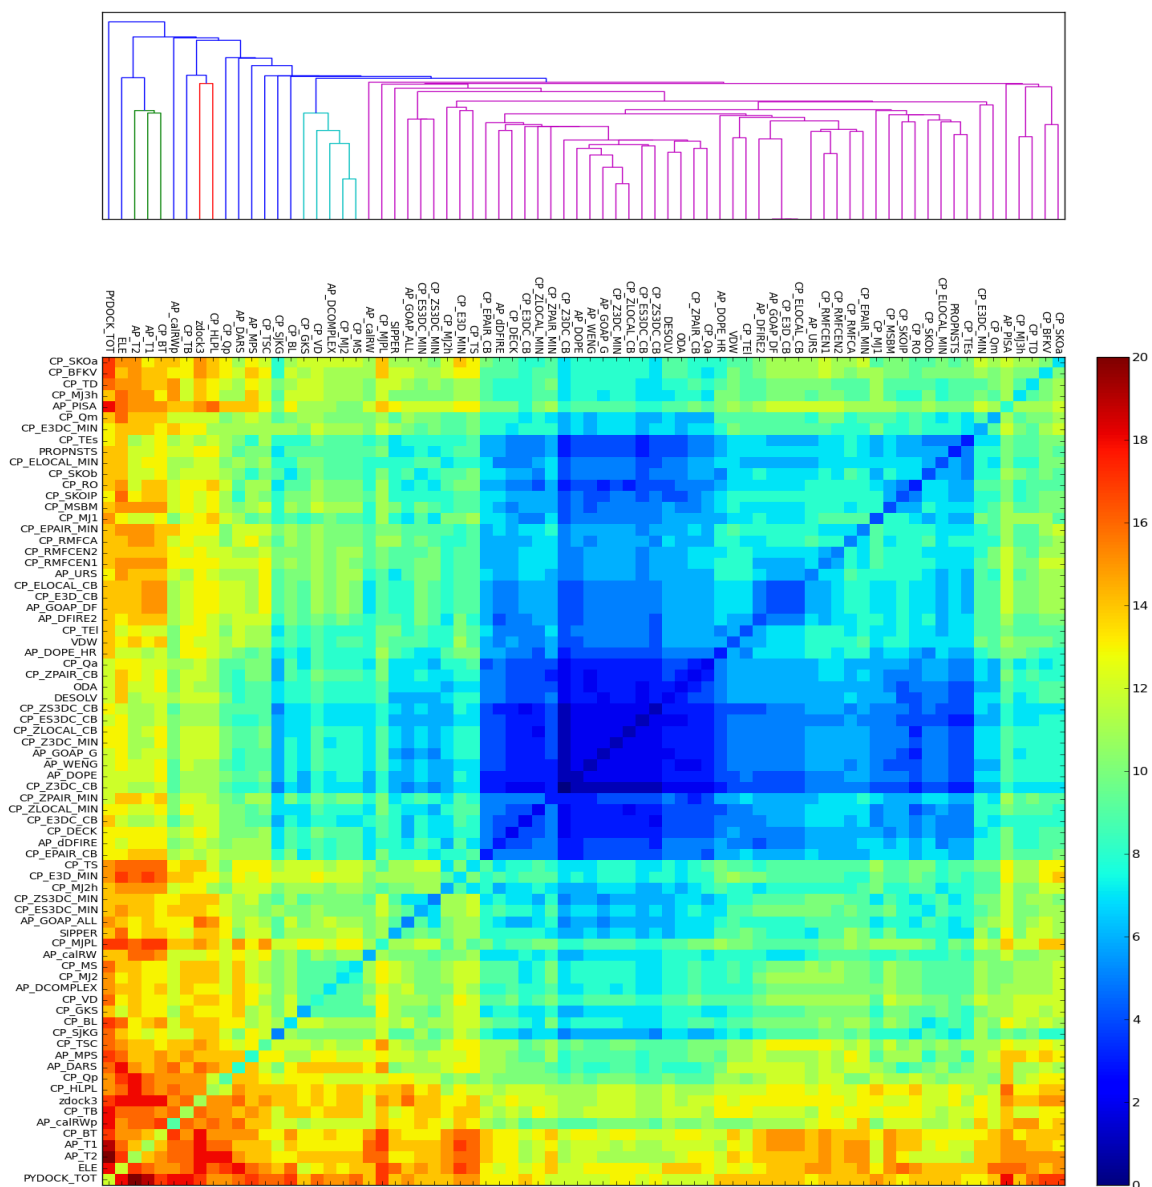 PYDOCK_TOT
ELE
AP_T2
AP_T1
CP_BT
AP_calRWp
CP_TB
zdock3
CP_HLPL
CP_Qp
AP_DARS
AP_MPS
CP_TSC
CP_SJKG
CP_BL
CP_GKS
CP_VD
AP_DCOMPLEX
CP_MJ2
CP_MS
AP_calRW
CP_MJPL
SIPPER
AP_GOAP_ALL
CP_ES3DC_MIN
CP_ZS3DC_MIN
CP_MJ2h
CP_E3D_MIN
CP_TS
CP_EPAIR_CB
AP_dDFIRE
CP_DECK
CP_E3DC_CB
CP_ZLOCAL_MIN
CP_ZPAIR_MIN
CP_Z3DC_CB
AP_DOPE
AP_WENG
AP_GOAP_G
CP_Z3DC_MIN
CP_ZLOCAL_CB
CP_ES3DC_CB
CP_ZS3DC_CB
DESOLV
ODA
CP_ZPAIR_CB
CP_Qa
AP_DOPE_HR
VDW
CP_TEl
AP_DFIRE2
AP_GOAP_DF
CP_E3D_CB
CP_ELOCAL_CB
AP_URS
CP_RMFCEN1
CP_RMFCEN2
CP_RMFCA
CP_EPAIR_MIN
CP_MJ1
CP_MSBM
CP_SKOIP
CP_RO
CP_SKOb
CP_ELOCAL_MIN
PROPNSTS
CP_TEs
CP_E3DC_MIN
CP_Qm
AP_PISA
CP_MJ3h
CP_TD
CP_BFKV
CP_SKOa
CP_SKOa
CP_BFKV
CP_TD
CP_MJ3h
AP_PISA
CP_Qm
CP_E3DC_MIN
CP_TEs
PROPNSTS
CP_ELOCAL_MIN
CP_SKOb
CP_RO
CP_SKOIP
CP_MSBM
CP_MJ1
CP_EPAIR_MIN
CP_RMFCA
CP_RMFCEN2
CP_RMFCEN1
AP_URS
CP_ELOCAL_CB
CP_E3D_CB
AP_GOAP_DF
AP_DFIRE2
CP_TEl
VDW
AP_DOPE_HR
CP_Qa
CP_ZPAIR_CB
ODA
DESOLV
CP_ZS3DC_CB
CP_ES3DC_CB
CP_ZLOCAL_CB
CP_Z3DC_MIN
AP_GOAP_G
AP_WENG
AP_DOPE
CP_Z3DC_CB
CP_ZPAIR_MIN
CP_ZLOCAL_MIN
CP_E3DC_CB
CP_DECK
AP_dDFIRE
CP_EPAIR_CB
CP_TS
CP_E3D_MIN
CP_MJ2h
CP_ZS3DC_MIN
CP_ES3DC_MIN
AP_GOAP_ALL
SIPPER
CP_MJPL
AP_calRW
CP_MS
CP_MJ2
AP_DCOMPLEX
CP_VD
CP_GKS
CP_BL
CP_SJKG
CP_TSC
AP_MPS
AP_DARS
CP_Qp
CP_HLPL
zdock3
CP_TB
AP_calRWp
CP_BT
AP_T1
AP_T2
ELE
PYDOCK_TOT
20
18
16
14
12
10
8
6
4
2
0